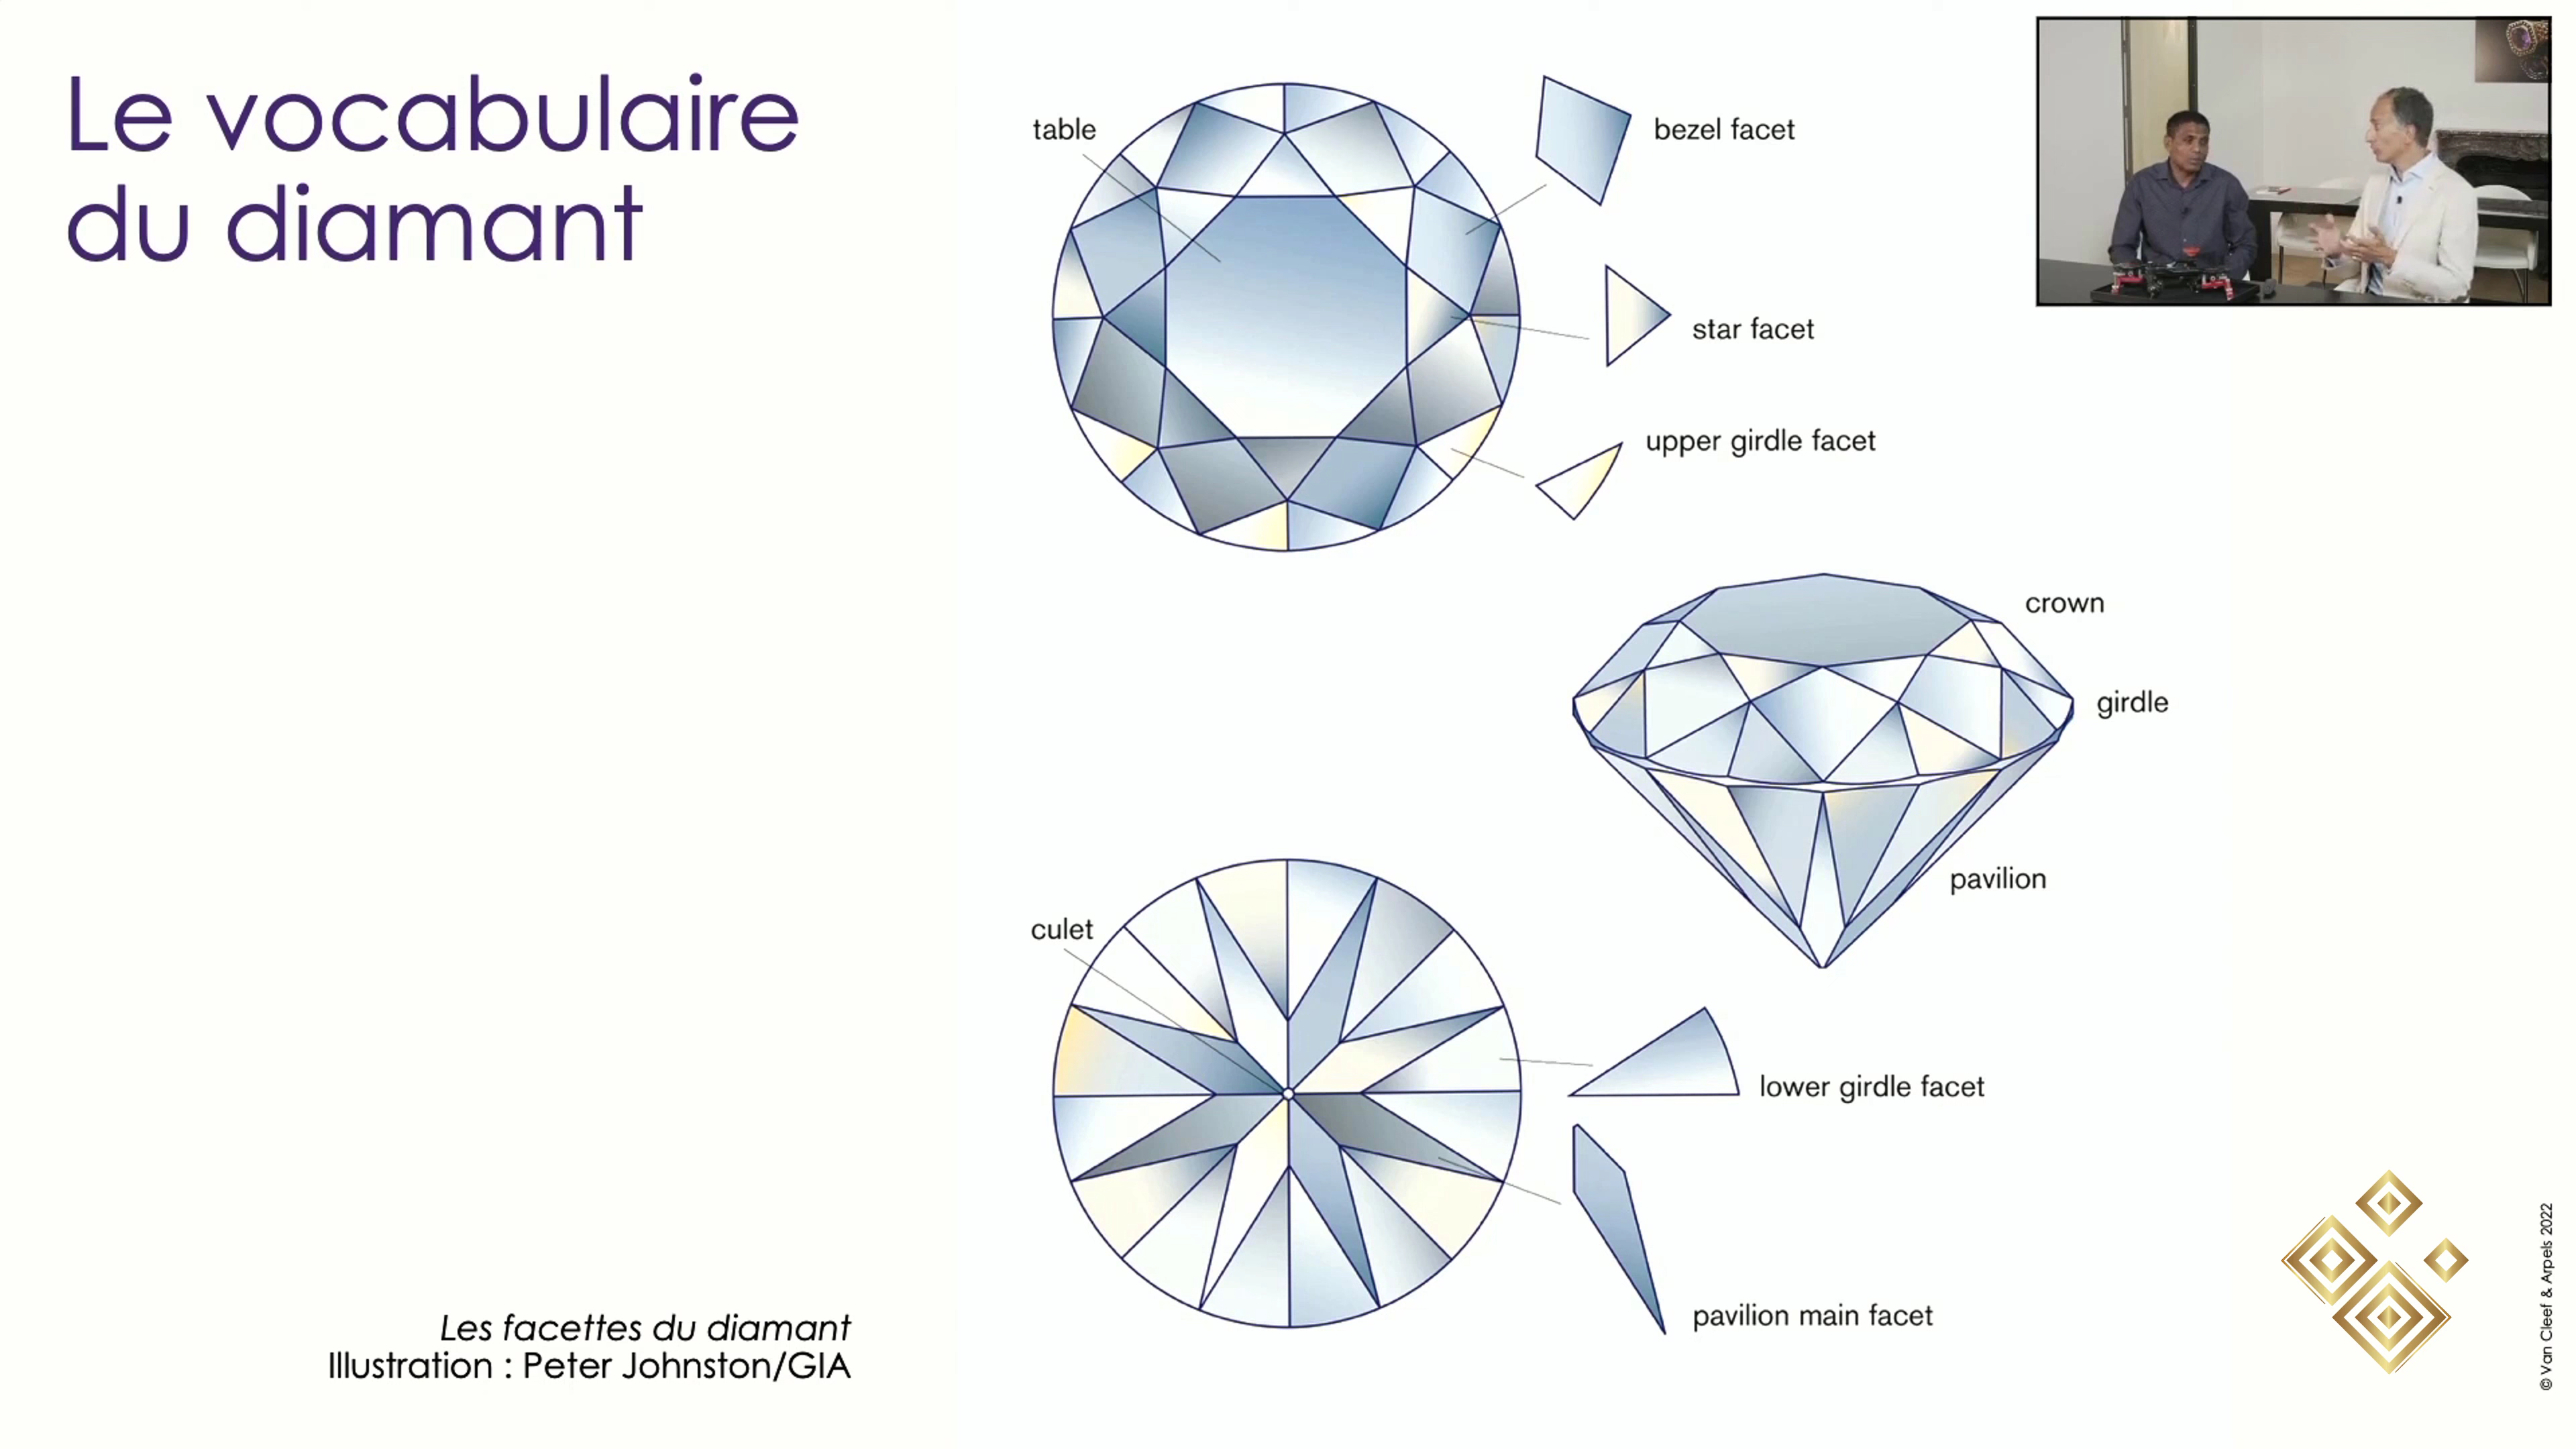 Le vocabulaire
du diamant
table
bezel facet
star facet
upper girdle facet
crown
girdle
pavilion
culet
lower girdle facet
pavilion main facet
Les facettes du diamant
Illustration : Peter Johnston/GIA
© Van Cleef & Arpels 2022